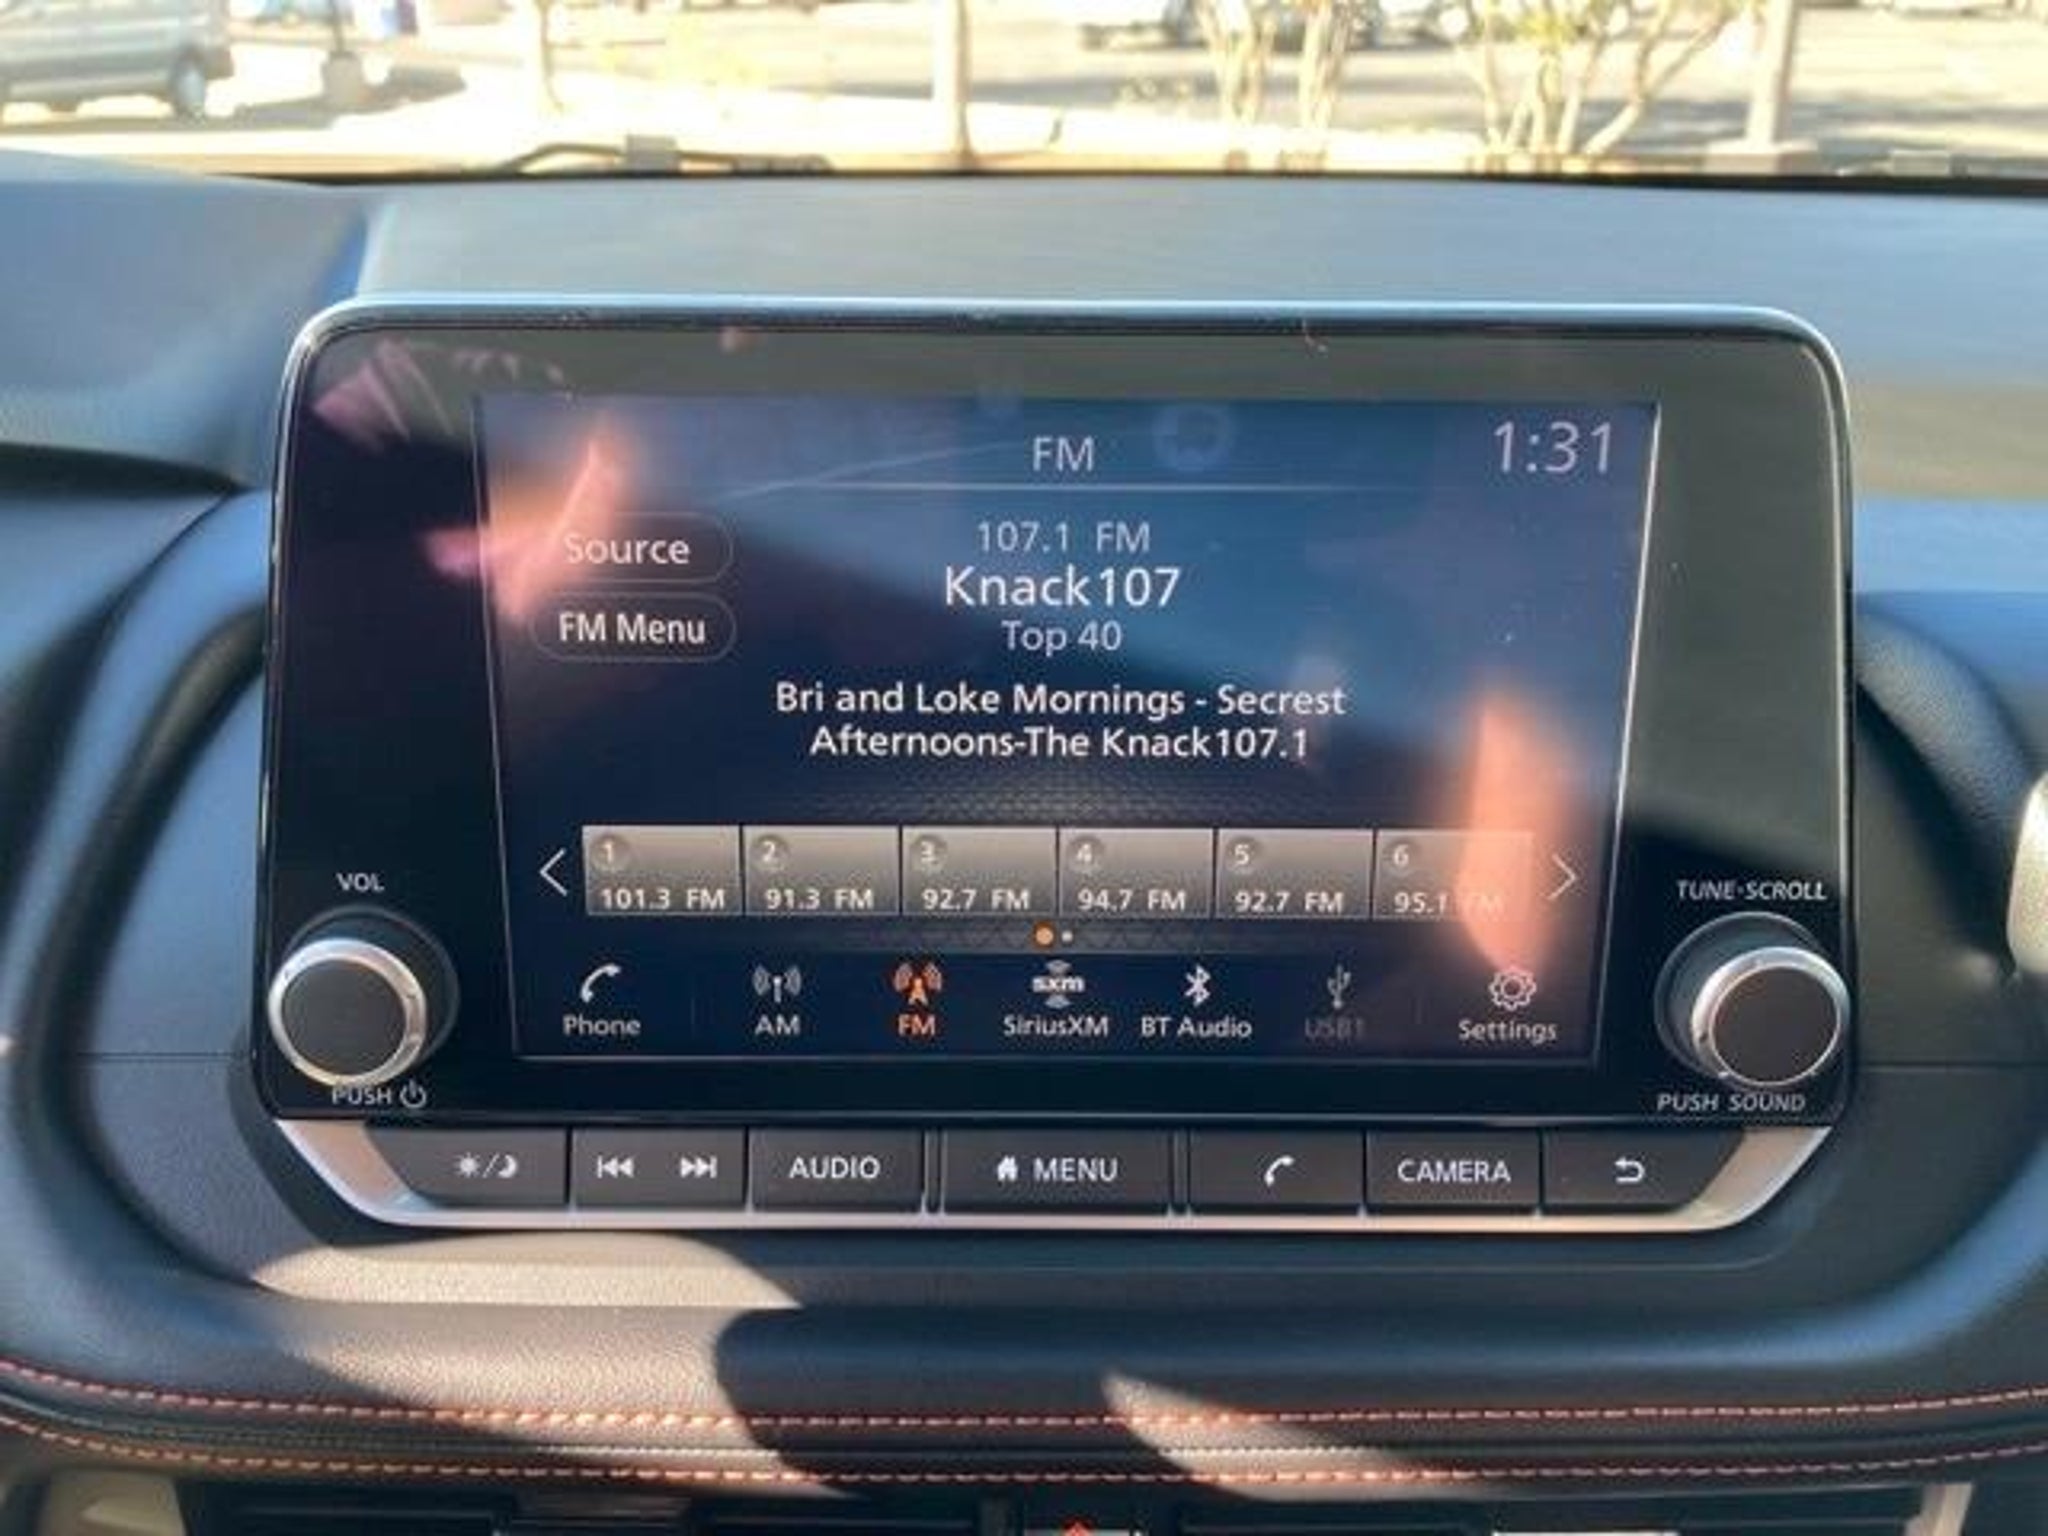 FM
1:31
Source
107.1 FM
Knack107
FM Menu
Top 40
Bri and Loke Mornings - Secrest
Afternoons-The Knack107.1
1
2
3
4
5
6
101.3 FM
91.3 FM
92.7 FM
94.7 FM
92.7 FM
95.1 FM
VOL
TUNE·SCROLL
sxm
Phone
AM
FM
SiriusXM
BT Audio
USB1
Settings
PUSH
PUSH SOUND
AUDIO
MENU
CAMERA